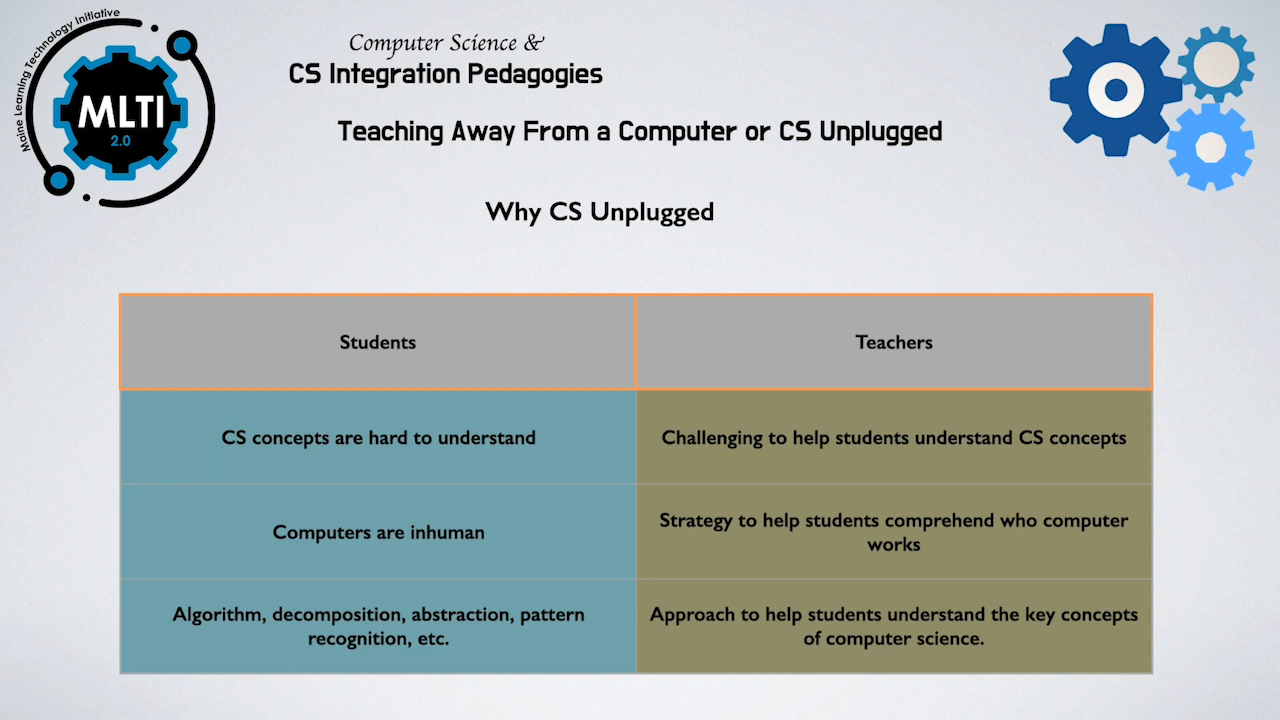 Maine Learning Technology Initiative
MLTI
2.0
Computer Science &
CS Integration Pedagogies
Teaching Away From a Computer or CS Unplugged
Why CS Unplugged
Students
Teachers
CS concepts are hard to understand
Challenging to help students understand CS concepts
Computers are inhuman
Strategy to help students comprehend who computer
works
Algorithm, decomposition, abstraction, pattern
recognition, etc.
Approach to help students understand the key concepts
of computer science.